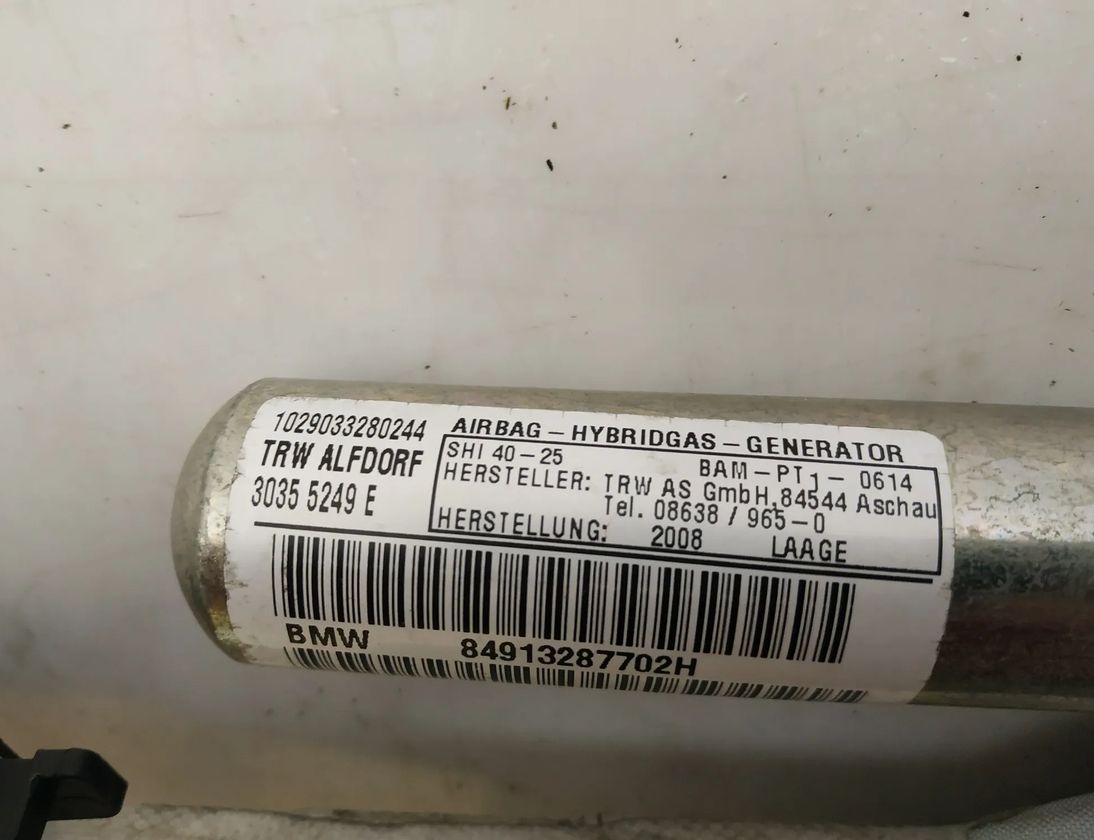 1029033280244
TRW ALFDORF
3035 5249 E
AIRBAG-HYBRIDGAS-GENERATOR
SHI 40-25 BAM-PT1-0614
HERSTELLER: TRW AS GmbH,84544 Aschau
Tel. 08638 / 965-0
HERSTELLUNG: 2008 LAAGE
BMW 84913287702H